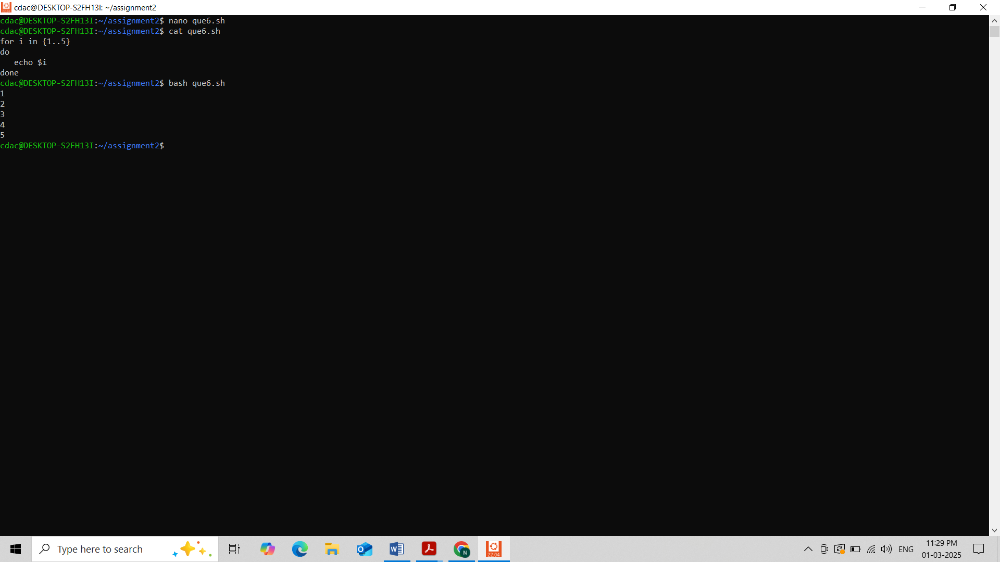 cdac@DESKTOP-S2FH13I: ~/assignment2
cdac@DESKTOP-S2FH13I:~/assignment2$ nano que6.sh
cdac@DESKTOP-S2FH13I:~/assignment2$ cat que6.sh
for i in {1..5}
do
   echo $i
done
cdac@DESKTOP-S2FH13I:~/assignment2$ bash que6.sh
1
2
3
4
5
cdac@DESKTOP-S2FH13I:~/assignment2$
Type here to search
N
22.04
ENG
11:29 PM
01-03-2025